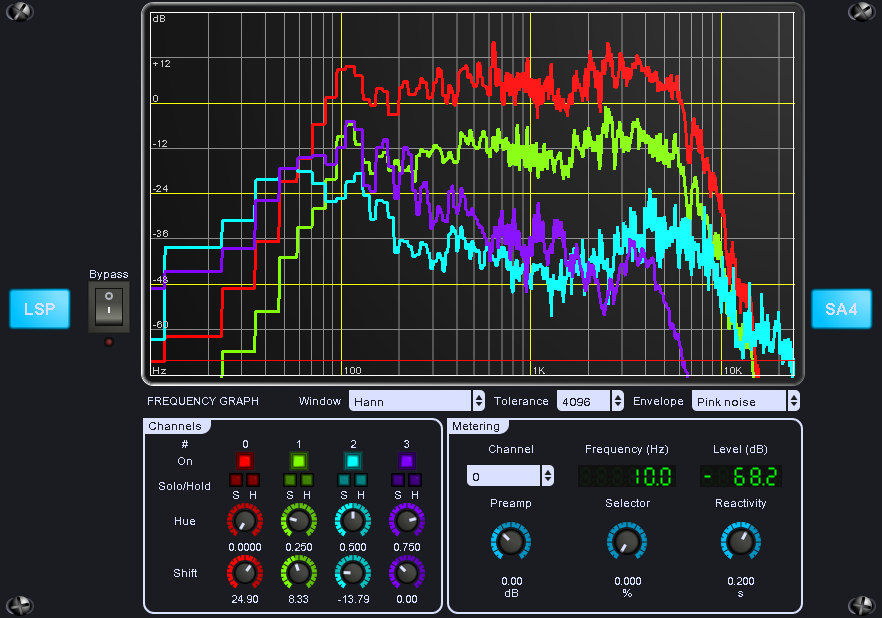 dB
+12
0
-12
-24
-36
-48
-60
Hz 100 1K 10K
Bypass
LSP
SA4
FREQUENCY GRAPH Window Hann Tolerance 4096 Envelope Pink noise
Channels
# 0 1 2 3
On
Solo/Hold
S H S H S H S H
Hue
0.0000 0.250 0.500 0.750
Shift
24.90 8.33 -13.79 0.00
Metering
Channel Frequency (Hz) Level (dB)
0 10.0 - 68.2
Preamp Selector Reactivity
0.00 0.000 0.200
dB % s